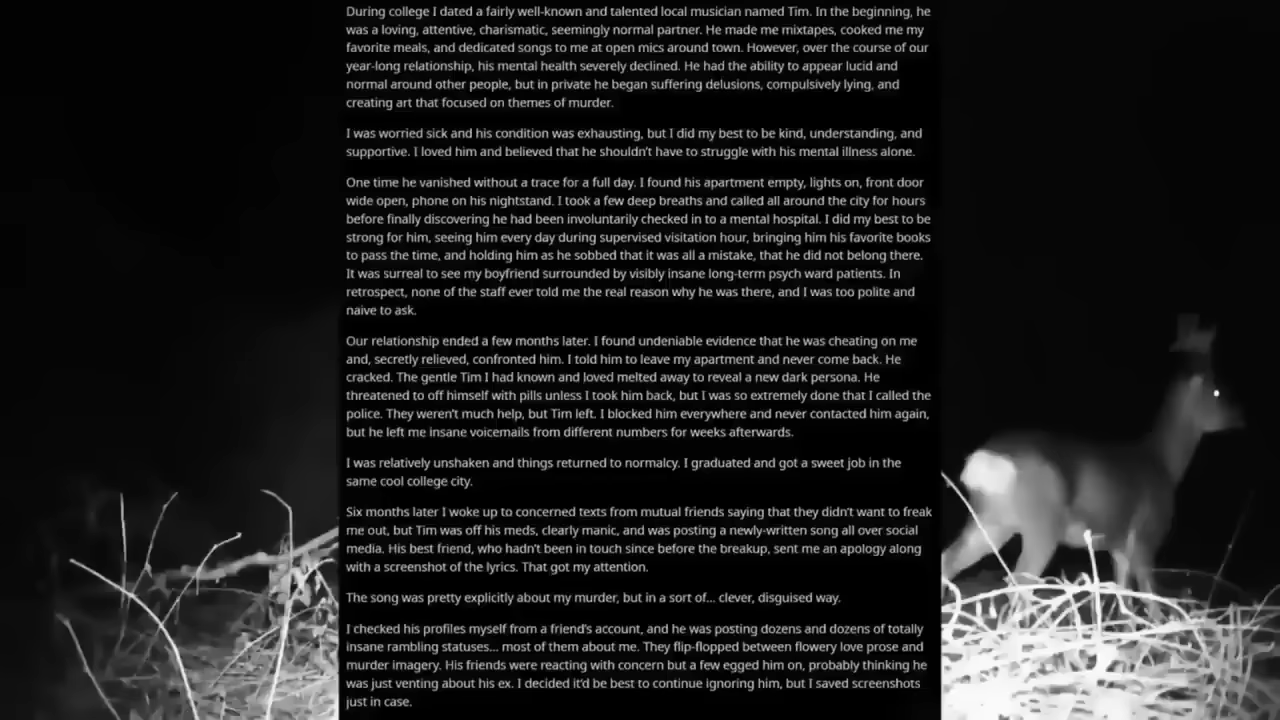 During college I dated a fairly well-known and talented local musician named Tim. In the beginning, he
was a loving, attentive, charismatic, seemingly normal partner. He made me mixtapes, cooked me my
favorite meals, and dedicated songs to me at open mics around town. However, over the course of our
year-long relationship, his mental health severely declined. He had the ability to appear lucid and
normal around other people, but in private he began suffering delusions, compulsively lying, and
creating art that focused on themes of murder.
I was worried sick and his condition was exhausting, but I did my best to be kind, understanding, and
supportive. I loved him and believed that he shouldn't have to struggle with his mental illness alone.
One time he vanished without a trace for a full day. I found his apartment empty, lights on, front door
wide open, phone on his nightstand. I took a few deep breaths and called all around the city for hours
before finally discovering he had been involuntarily checked in to a mental hospital. I did my best to be
strong for him, seeing him every day during supervised visitation hour, bringing him his favorite books
to pass the time, and holding him as he sobbed that it was all a mistake, that he did not belong there.
It was surreal to see my boyfriend surrounded by visibly insane long-term psych ward patients. In
retrospect, none of the staff ever told me the real reason why he was there, and I was too polite and
naive to ask.
Our relationship ended a few months later. I found undeniable evidence that he was cheating on me
and, secretly relieved, confronted him. I told him to leave my apartment and never come back. He
cracked. The gentle Tim I had known and loved melted away to reveal a new dark persona. He
threatened to off himself with pills unless I took him back, but I was so extremely done that I called the
police. They weren't much help, but Tim left. I blocked him everywhere and never contacted him again,
but he left me insane voicemails from different numbers for weeks afterwards.
I was relatively unshaken and things returned to normalcy. I graduated and got a sweet job in the
same cool college city.
Six months later I woke up to concerned texts from mutual friends saying that they didn't want to freak
me out, but Tim was off his meds, clearly manic, and was posting a newly-written song all over social
media. His best friend, who hadn't been in touch since before the breakup, sent me an apology along
with a screenshot of the lyrics. That got my attention.
The song was pretty explicitly about my murder, but in a sort of... clever, disguised way.
I checked his profiles myself from a friend's account, and he was posting dozens and dozens of totally
insane rambling statuses... most of them about me. They flip-flopped between flowery love prose and
murder imagery. His friends were reacting with concern but a few egged him on, probably thinking he
was just venting about his ex. I decided it'd be best to continue ignoring him, but I saved screenshots
just in case.